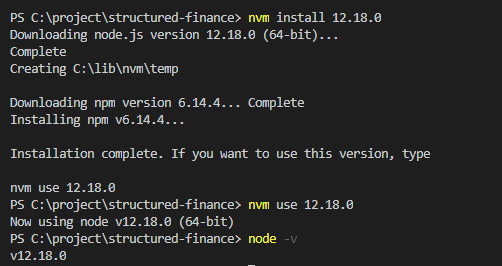 PS C:\project\structured-finance> nvm install 12.18.0
Downloading node.js version 12.18.0 (64-bit)...
Complete
Creating C:\lib\nvm\temp
Downloading npm version 6.14.4... Complete
Installing npm v6.14.4...
Installation complete. If you want to use this version, type
nvm use 12.18.0
PS C:\project\structured-finance> nvm use 12.18.0
Now using node v12.18.0 (64-bit)
PS C:\project\structured-finance> node -v
v12.18.0